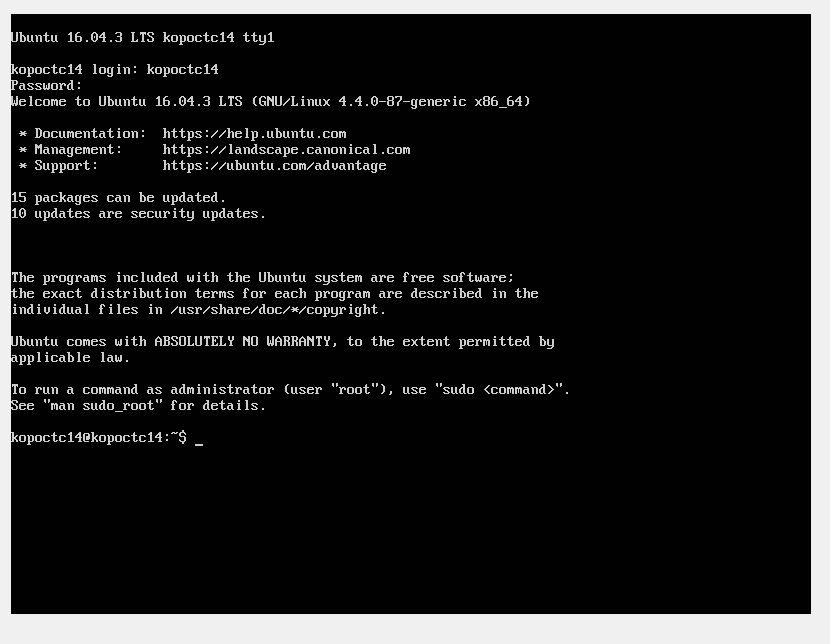 Ubuntu 16.04.3 LTS kopoctc14 tty1
kopoctc14 login: kopoctc14
Password:
Welcome to Ubuntu 16.04.3 LTS (GNU/Linux 4.4.0-87-generic x86_64)
* Documentation:  https://help.ubuntu.com
* Management:     https://landscape.canonical.com
* Support:        https://ubuntu.com/advantage
15 packages can be updated.
10 updates are security updates.
The programs included with the Ubuntu system are free software;
the exact distribution terms for each program are described in the
individual files in /usr/share/doc/*/copyright.
Ubuntu comes with ABSOLUTELY NO WARRANTY, to the extent permitted by
applicable law.
To run a command as administrator (user "root"), use "sudo <command>".
See "man sudo_root" for details.
kopoctc14@kopoctc14:~$ _